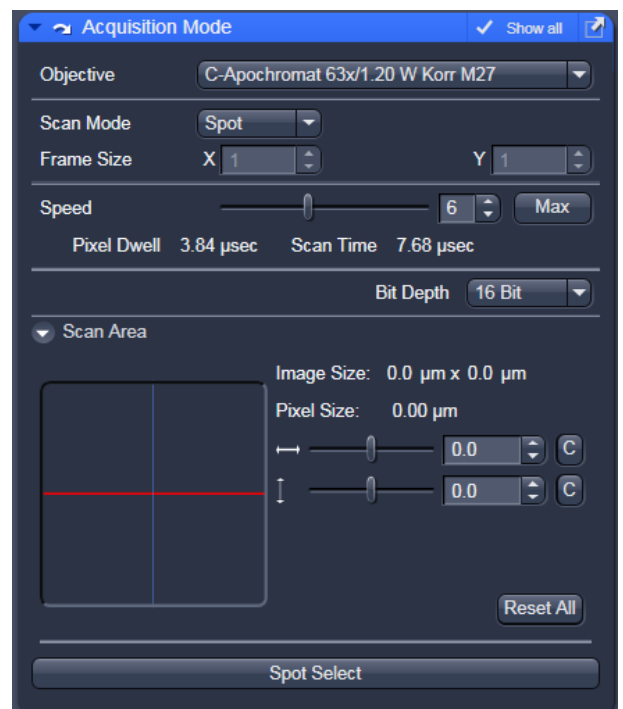 Acquisition Mode Show all
Objective C-Apochromat 63x/1.20 W Korr M27
Scan Mode Spot
Frame Size X 1 Y 1
Speed 6 Max
Pixel Dwell 3.84 µsec Scan Time 7.68 µsec
Bit Depth 16 Bit
Scan Area
Image Size: 0.0 µm x 0.0 µm
Pixel Size: 0.00 µm
0.0 C
0.0 C
Reset All
Spot Select